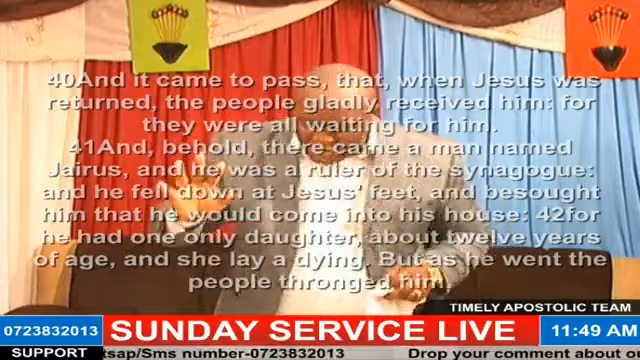 40And it came to pass, that, when Jesus was
returned, the people gladly received him: for
they were all waiting for him.
41And, behold, there came a man named
Jairus, and he was a ruler of the synagogue:
and he fell down at Jesus' feet, and besought
him that he would come into his house: 42for
he had one only daughter, about twelve years
of age, and she lay a dying. But as he went the
people thronged him.
TIMELY APOSTOLIC TEAM
0723832013 SUNDAY SERVICE LIVE 11:49 AM
SUPPORT tsap/Sms number-0723832013 Drop your comment about o